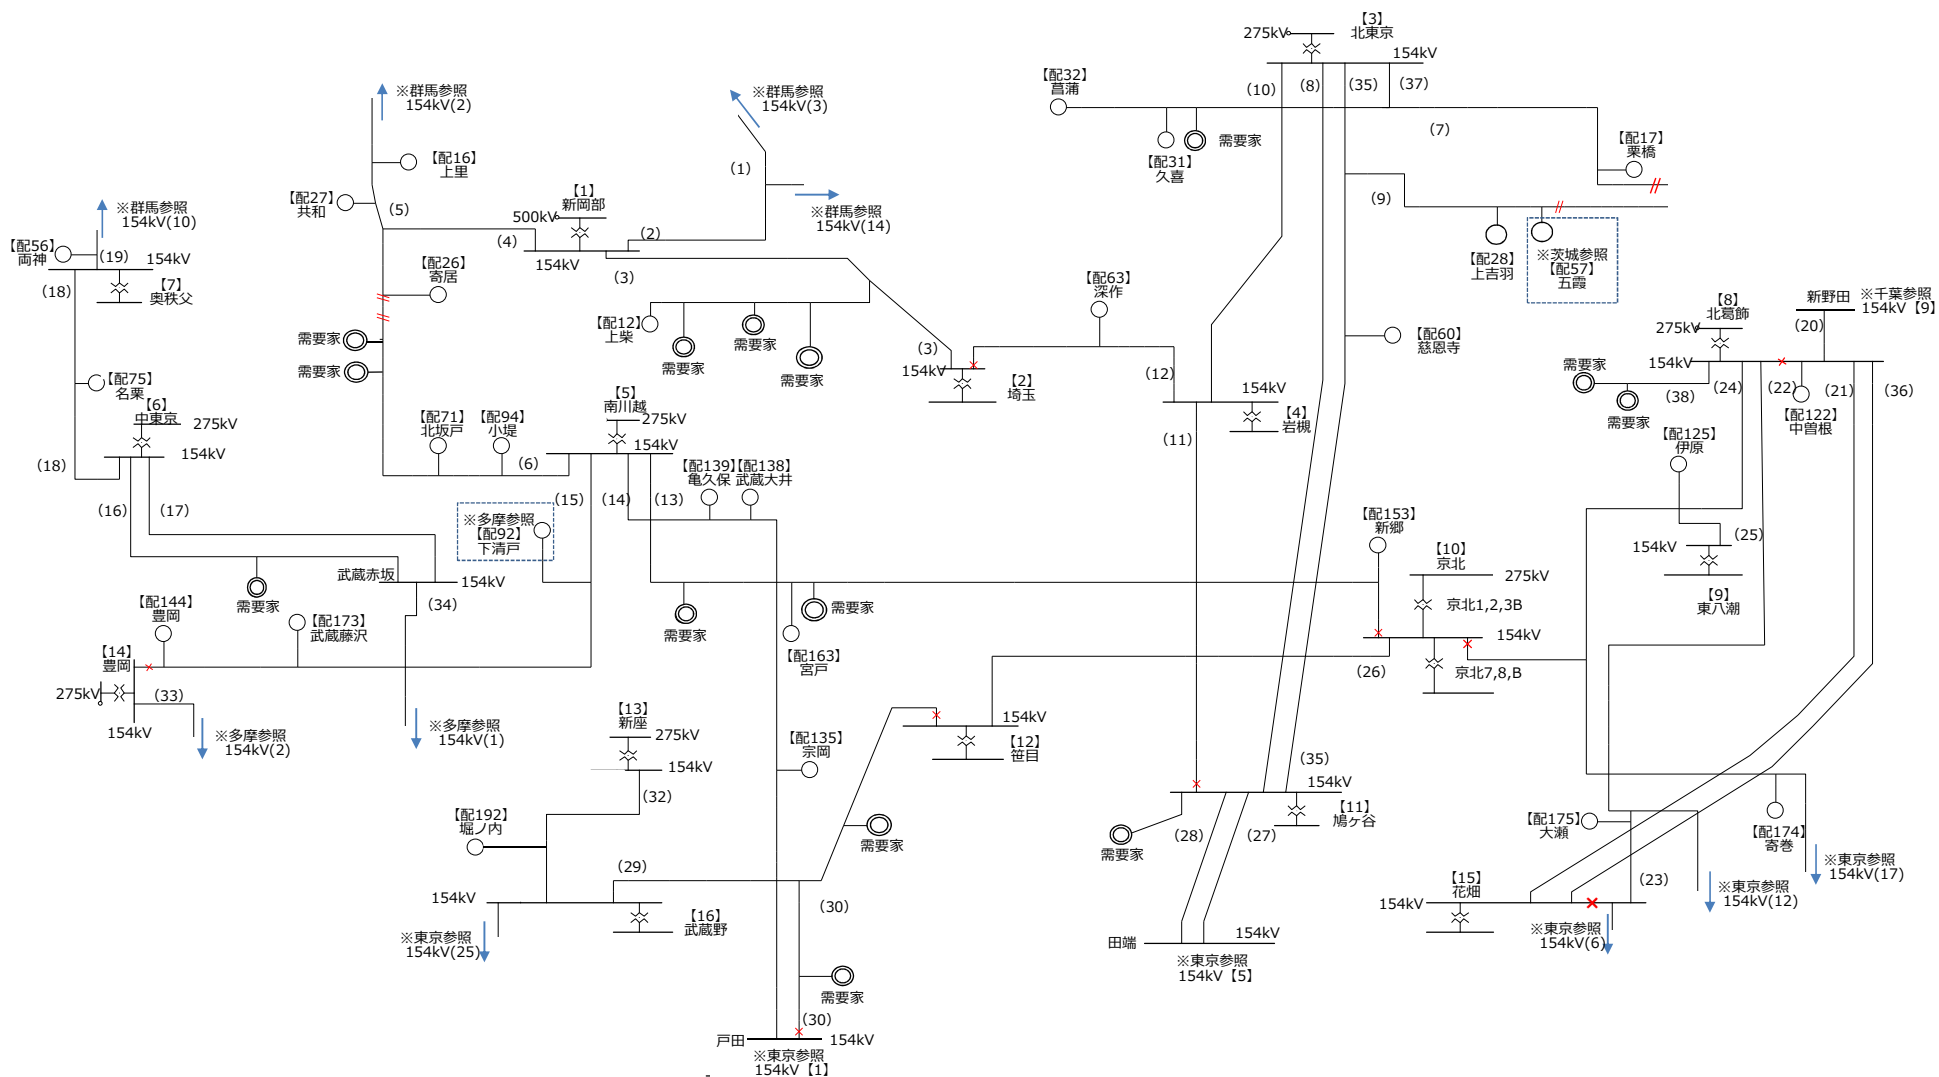 【3】
北東京
275kV
154kV
(10)
(8)
(35)
(37)
【配32】
菖蒲
【配31】
久喜
需要家
(7)
【配17】
栗橋
※群馬参照
154kV(2)
※群馬参照
154kV(3)
【配16】
上里
【配27】
共和
(5)
(1)
【1】
新岡部
500kV
(4)
(2)
154kV
(3)
※群馬参照
154kV(14)
※群馬参照
154kV(10)
【配56】
両神
(19)
154kV
【7】
奥秩父
(18)
【配26】
寄居
需要家
需要家
【配12】
上柴
需要家
需要家
需要家
【配63】
深作
(3)
154kV
【2】
埼玉
(12)
154kV
【4】
岩槻
(11)
(9)
【配28】
上吉羽
※茨城参照
【配57】
五霞
【配60】
慈恩寺
【8】
北葛飾
275kV
154kV
新野田
※千葉参照
154kV【9】
(20)
需要家
需要家
(38)
(24)
(22)
(21)
(36)
【配122】
中曽根
【配125】
伊原
154kV
(25)
【9】
東八潮
【配75】
名栗
【6】
中東京
275kV
154kV
(18)
(16)
(17)
【配71】
北坂戸
【配94】
小堤
【5】
南川越
275kV
154kV
(6)
(15)
(14)
(13)
【配139】
亀久保
【配138】
武蔵大井
※多摩参照
【配92】
下清戸
武蔵赤坂
154kV
需要家
(34)
【配144】
豊岡
【配173】
武蔵藤沢
【14】
豊岡
275kV
(33)
154kV
※多摩参照
154kV(2)
※多摩参照
154kV(1)
需要家
【配163】
宮戸
需要家
【配153】
新郷
【10】
京北
275kV
京北1,2,3B
154kV
京北7,8,B
(26)
【13】
新座
275kV
154kV
(32)
【配135】
宗岡
154kV
【12】
笹目
【配192】
堀ノ内
(29)
154kV
【16】
武蔵野
※東京参照
154kV(25)
需要家
(30)
需要家
(30)
戸田
154kV
※東京参照
154kV【1】
(35)
154kV
【11】
鳩ヶ谷
需要家
(28)
(27)
田端
154kV
※東京参照
154kV【5】
【配175】
大瀬
【配174】
寄巻
※東京参照
154kV(17)
【15】
花畑
154kV
(23)
※東京参照
154kV(12)
※東京参照
154kV(6)